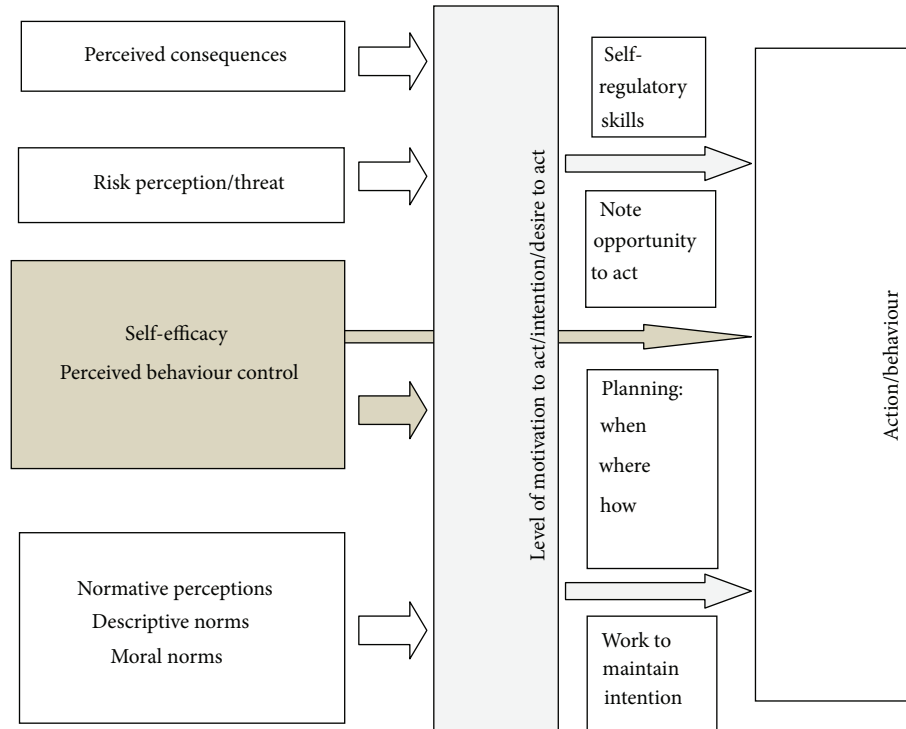 Perceived consequences
Risk perception/threat
Self-efficacy
Perceived behaviour control
Normative perceptions
Descriptive norms
Moral norms
Level of motivation to act/intention/desire to act
Self-
regulatory
skills
Note
opportunity
to act
Planning:
when
where
how
Work to
maintain
intention
Action/behaviour